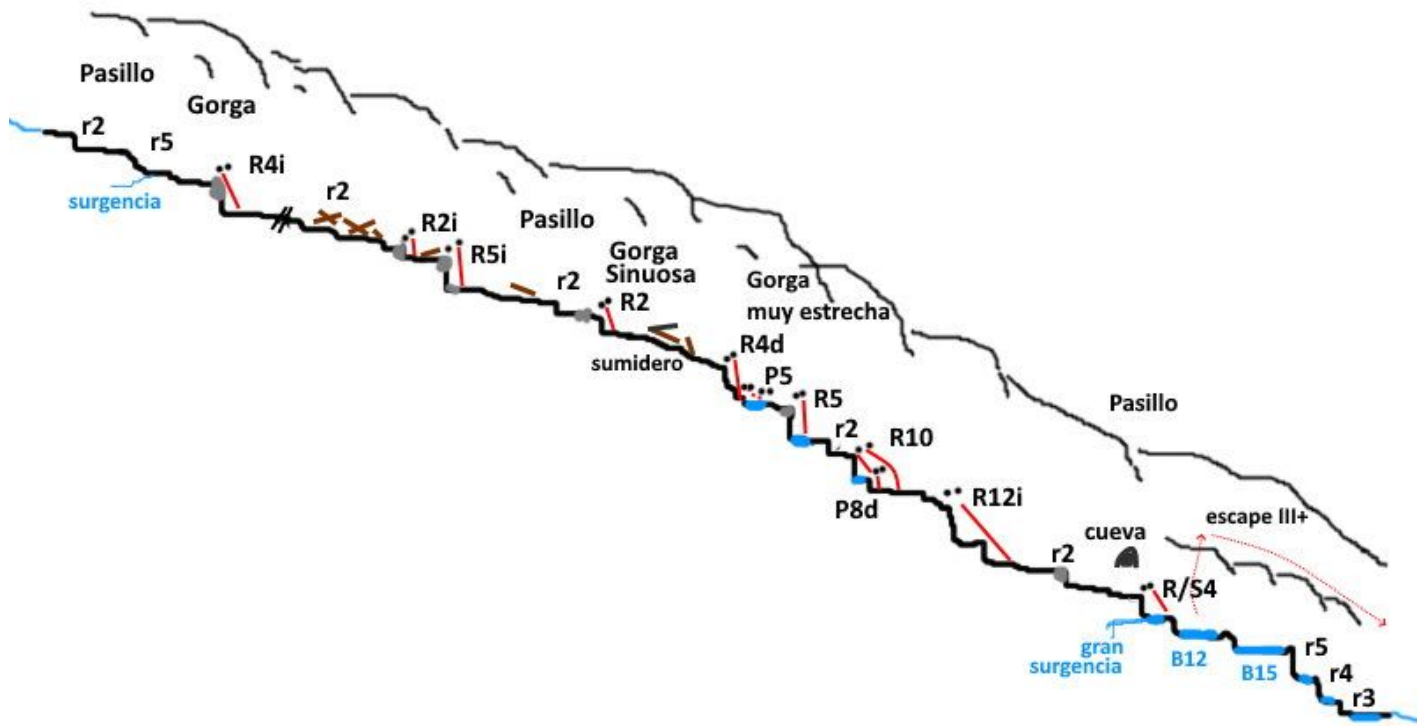 Pasillo
Gorga
r2
r5
surgencia
R4i
r2
R2i
R5i
Pasillo
r2
Gorga
Sinuosa
R2
sumidero
Gorga
muy estrecha
R4d
P5
R5
r2
R10
P8d
R12i
Pasillo
r2
cueva
escape III+
R/S4
gran
surgencia
B12
B15
r5
r4
r3